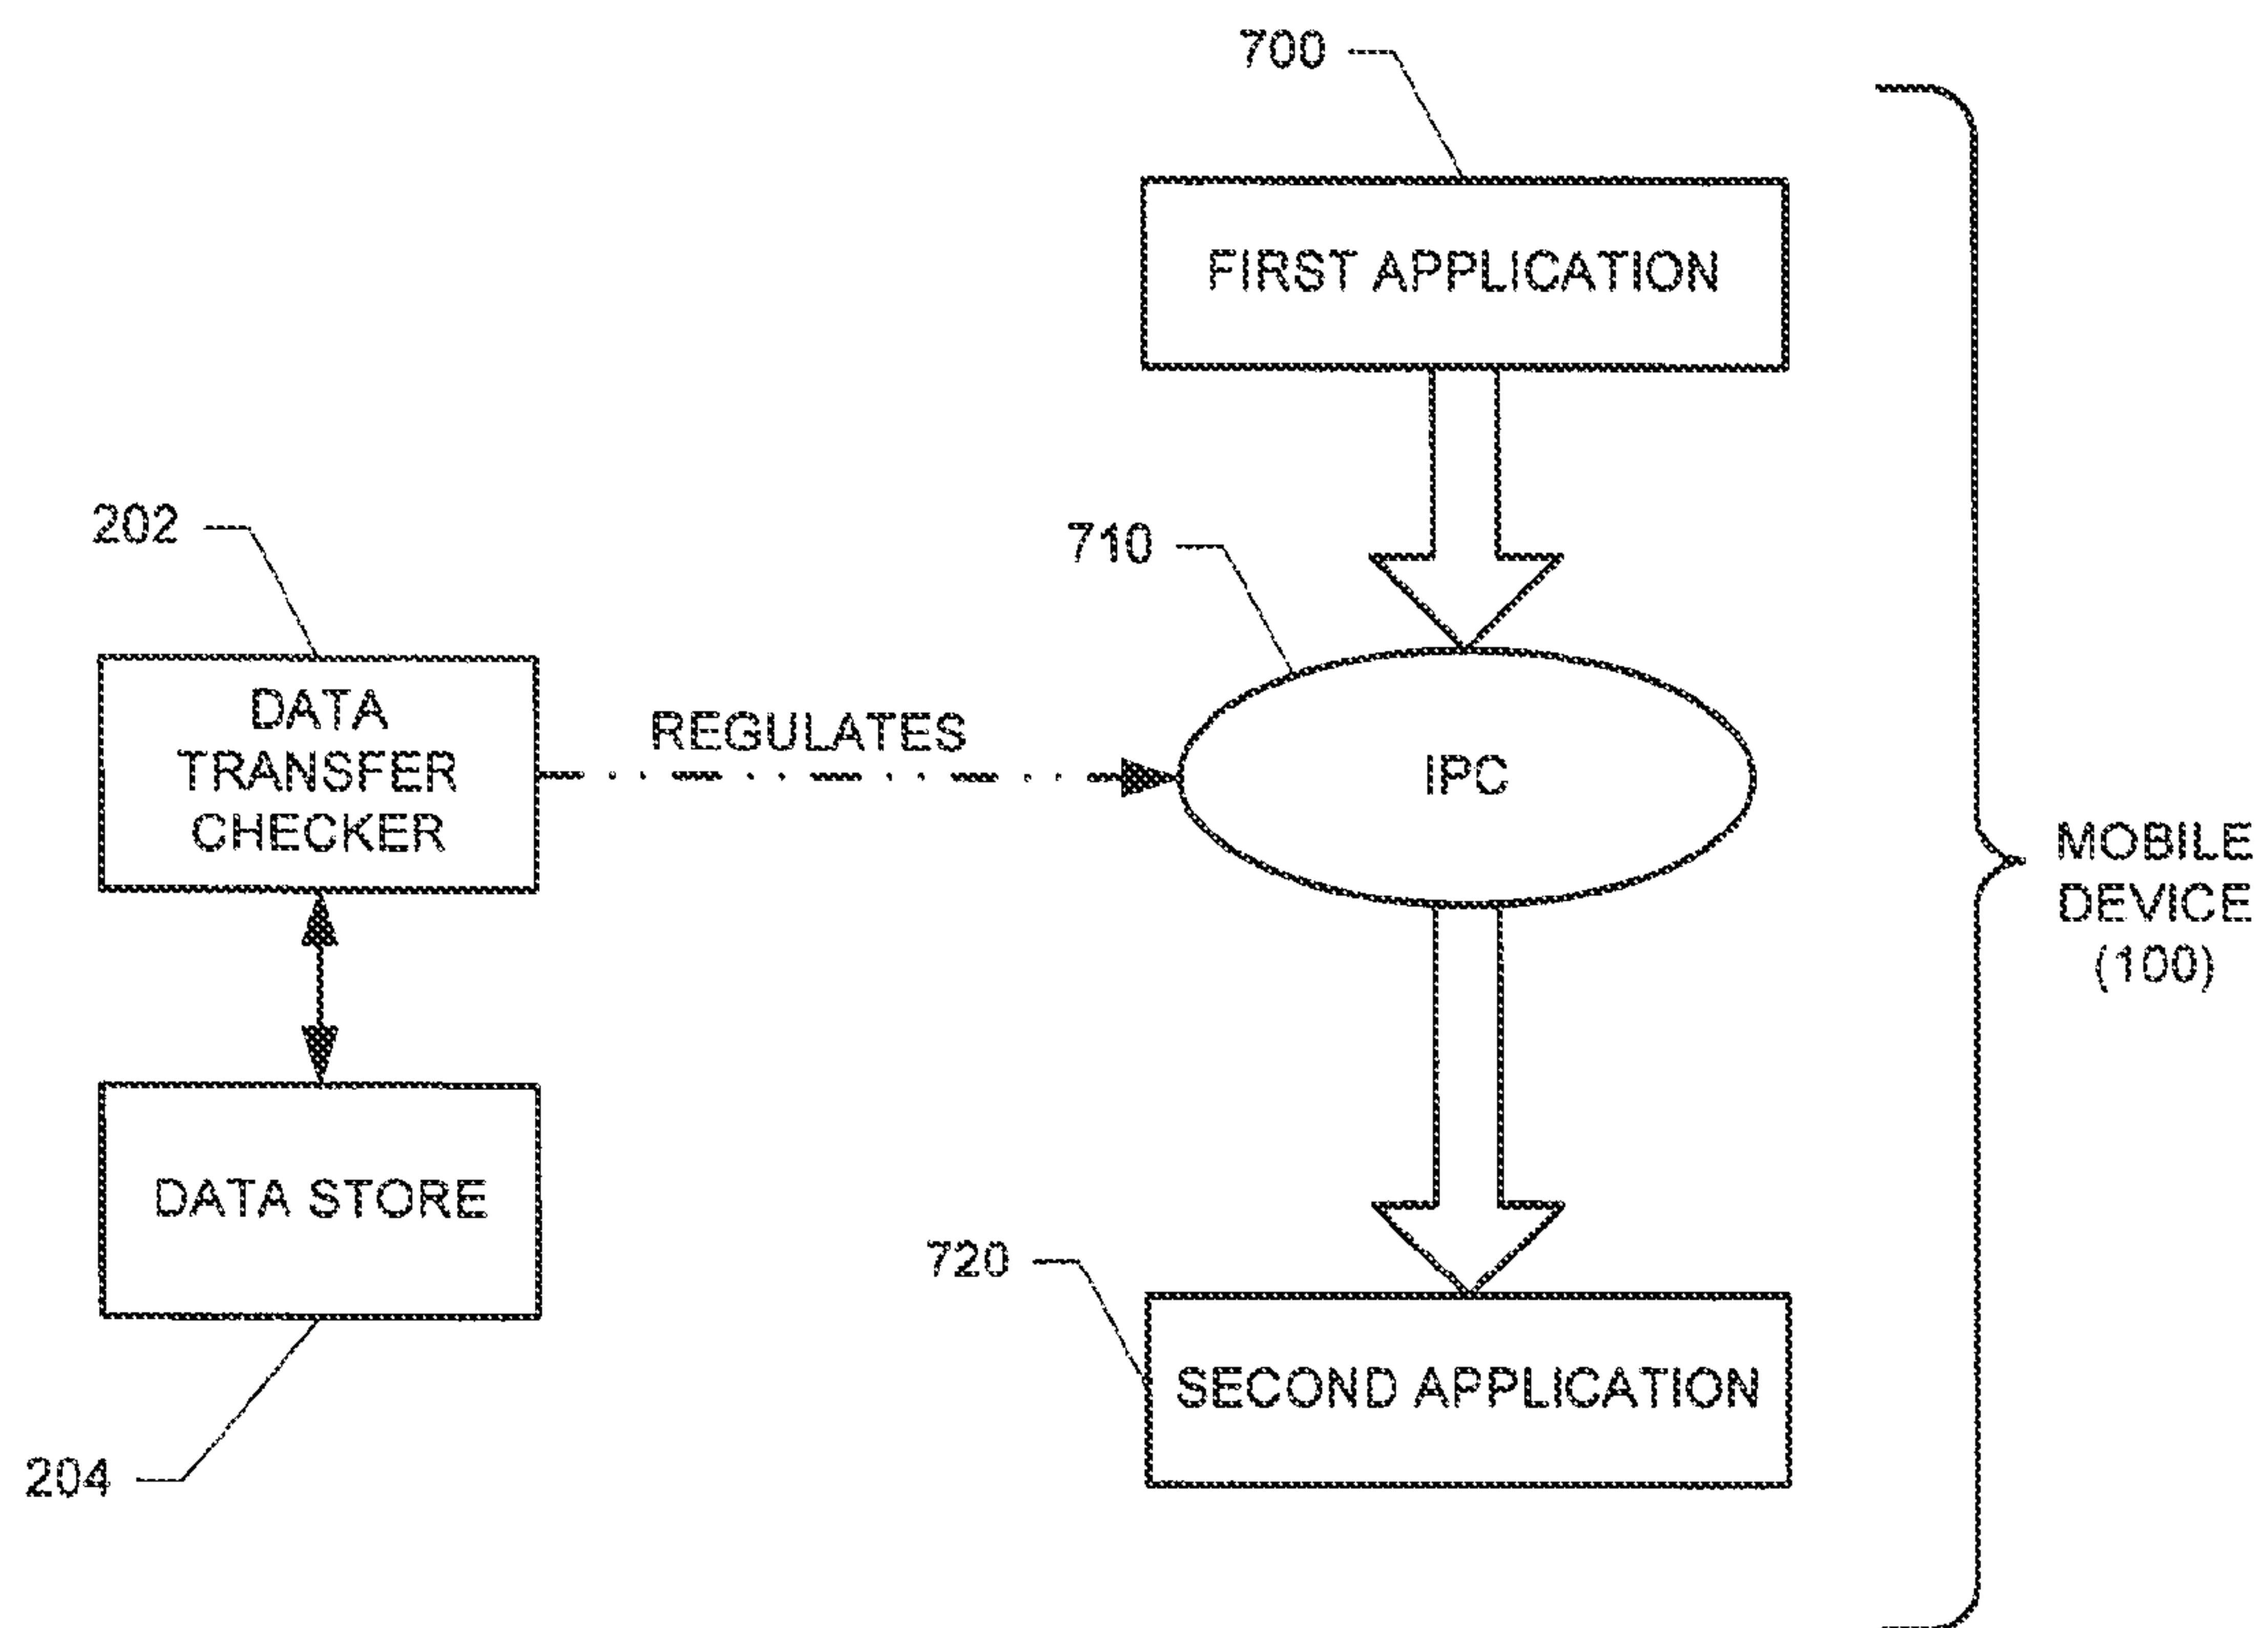 700
FIRST APPLICATION
202
710
DATA
TRANSFER
CHECKER
REGULATES
IPC
MOBILE
DEVICE
(100)
DATA STORE
720
SECOND APPLICATION
204